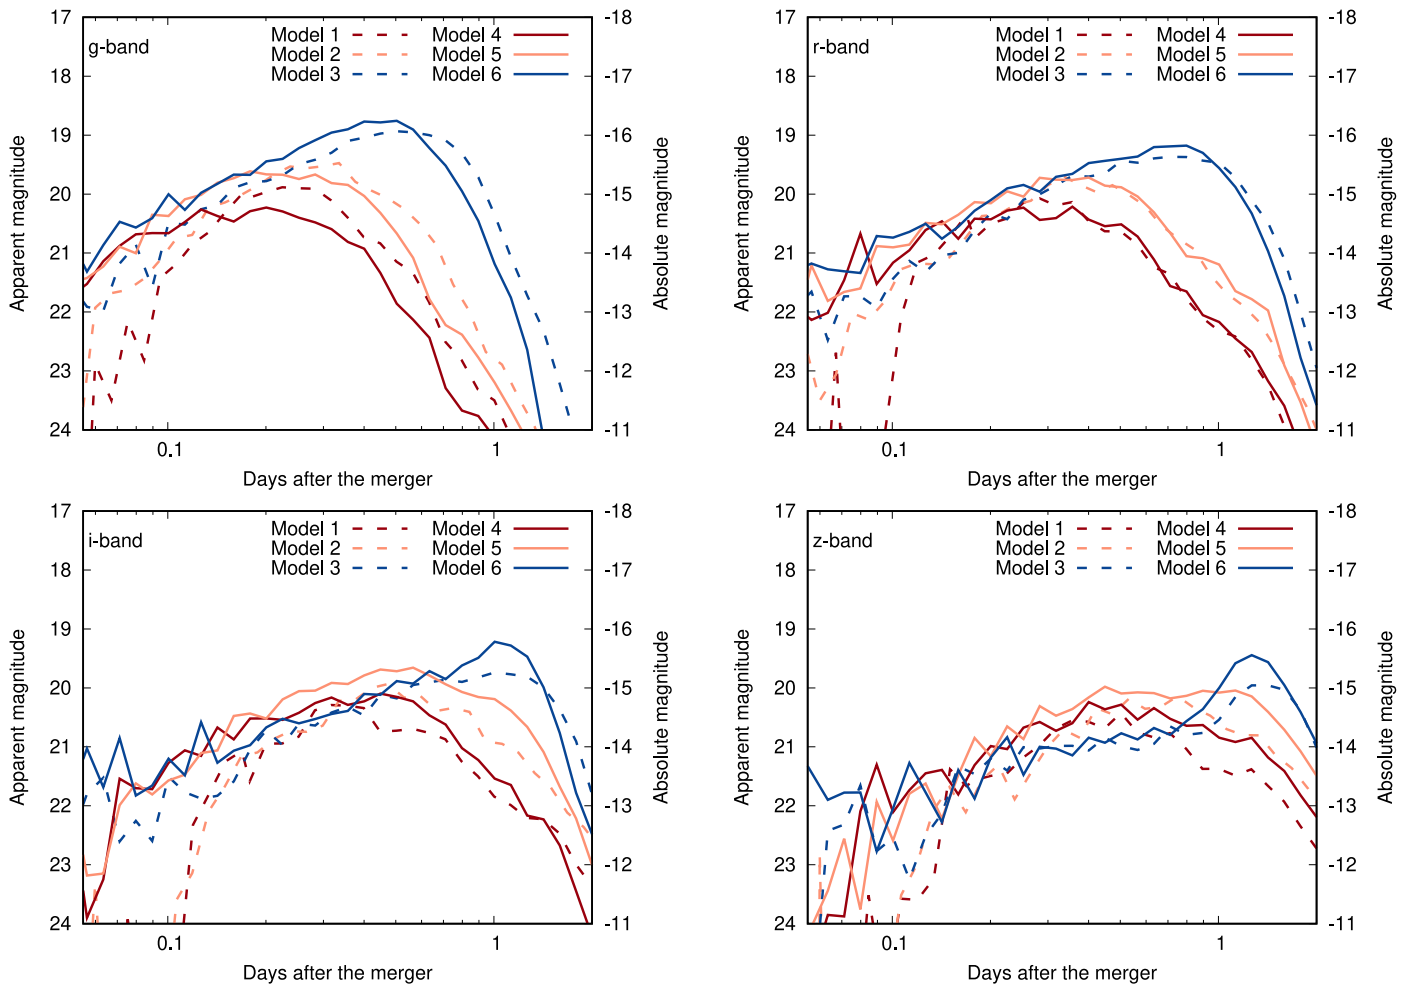 g-band
Model 1 Model 4
Model 2 Model 5
Model 3 Model 6
17
18
19
20
21
22
23
24
-18
-17
-16
-15
-14
-13
-12
-11
0.1 1
Apparent magnitude
Absolute magnitude
Days after the merger
r-band
Model 1 Model 4
Model 2 Model 5
Model 3 Model 6
17
18
19
20
21
22
23
24
-18
-17
-16
-15
-14
-13
-12
-11
0.1 1
Apparent magnitude
Absolute magnitude
Days after the merger
i-band
Model 1 Model 4
Model 2 Model 5
Model 3 Model 6
17
18
19
20
21
22
23
24
-18
-17
-16
-15
-14
-13
-12
-11
0.1 1
Apparent magnitude
Absolute magnitude
Days after the merger
z-band
Model 1 Model 4
Model 2 Model 5
Model 3 Model 6
17
18
19
20
21
22
23
24
-18
-17
-16
-15
-14
-13
-12
-11
0.1 1
Apparent magnitude
Absolute magnitude
Days after the merger